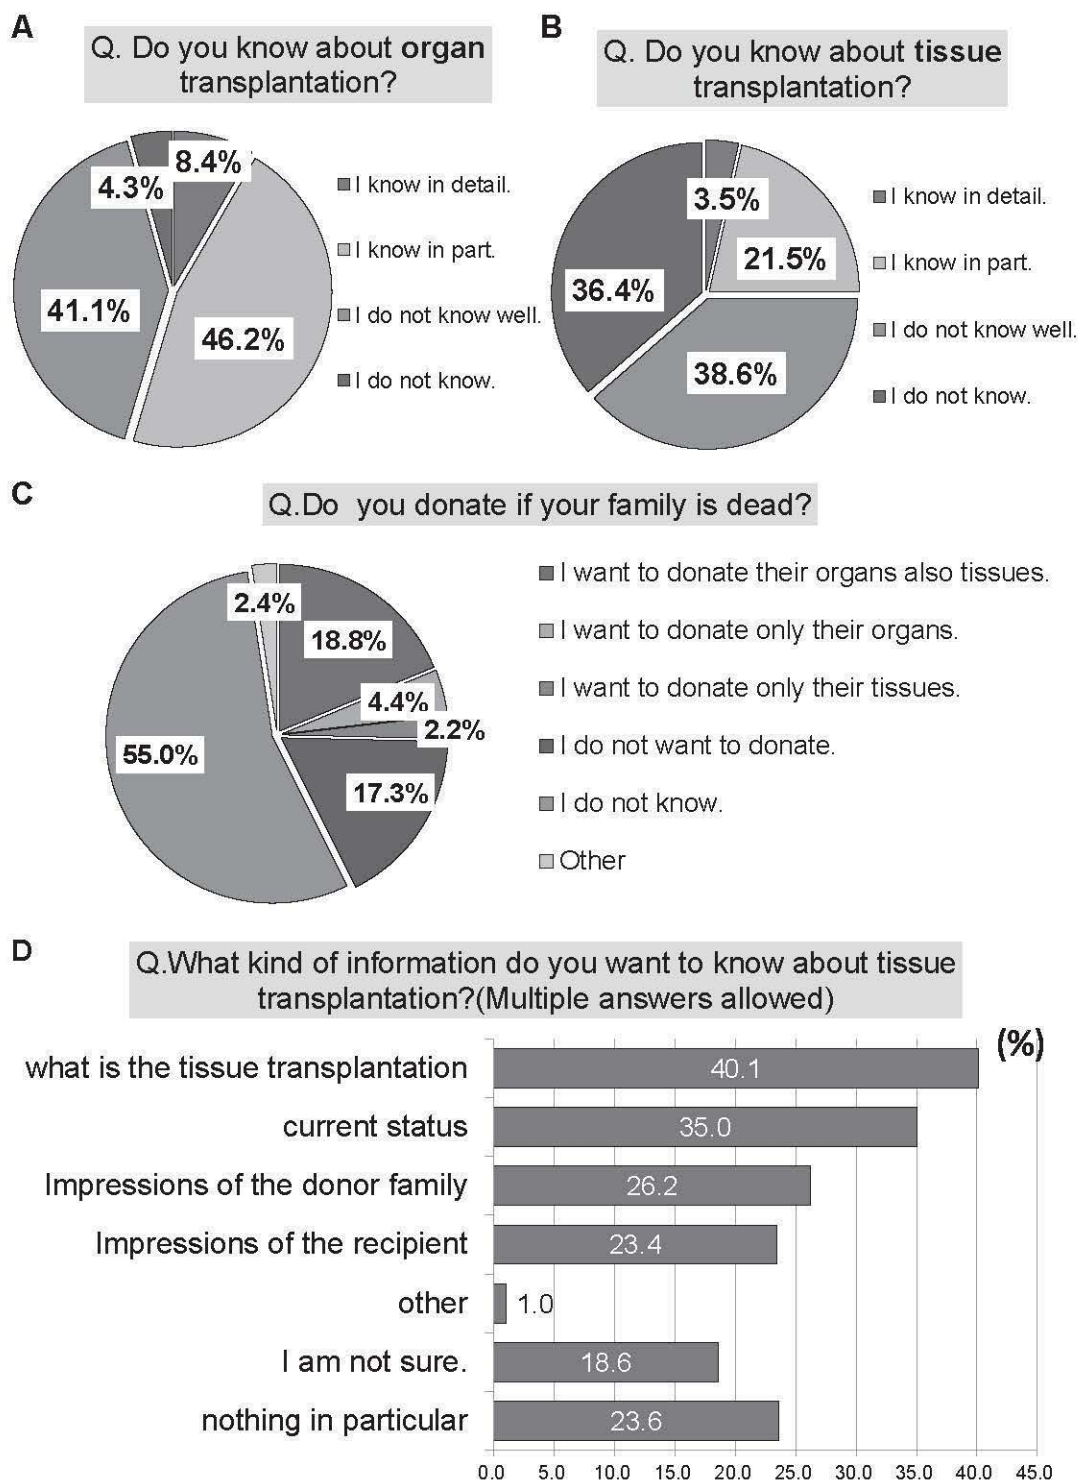 A
Q. Do you know about organ
transplantation?
8.4%
4.3%
41.1%
46.2%
I know in detail.
I know in part.
I do not know well.
I do not know.
B
Q. Do you know about tissue
transplantation?
3.5%
21.5%
36.4%
38.6%
I know in detail.
I know in part.
I do not know well.
I do not know.
C
Q.Do you donate if your family is dead?
2.4%
18.8%
4.4%
2.2%
55.0%
17.3%
I want to donate their organs also tissues.
I want to donate only their organs.
I want to donate only their tissues.
I do not want to donate.
I do not know.
Other
D
Q.What kind of information do you want to know about tissue
transplantation?(Multiple answers allowed)
(%)
what is the tissue transplantation 40.1
current status 35.0
Impressions of the donor family 26.2
Impressions of the recipient 23.4
other 1.0
I am not sure. 18.6
nothing in particular 23.6
0.0 5.0 10.0 15.0 20.0 25.0 30.0 35.0 40.0 45.0